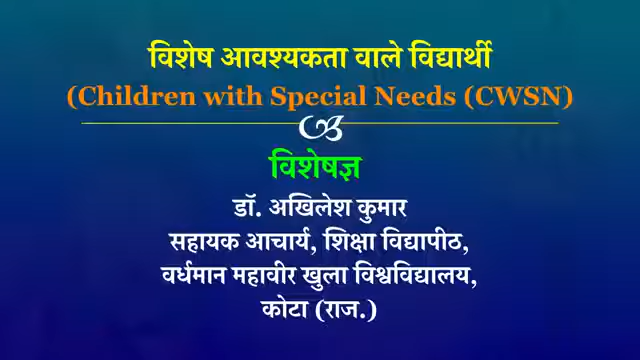 विशेष आवश्यकता वाले विद्यार्थी
(Children with Special Needs (CWSN)
विशेषज्ञ
डॉ. अखिलेश कुमार
सहायक आचार्य, शिक्षा विद्यापीठ,
वर्धमान महावीर खुला विश्वविद्यालय,
कोटा (राज.)